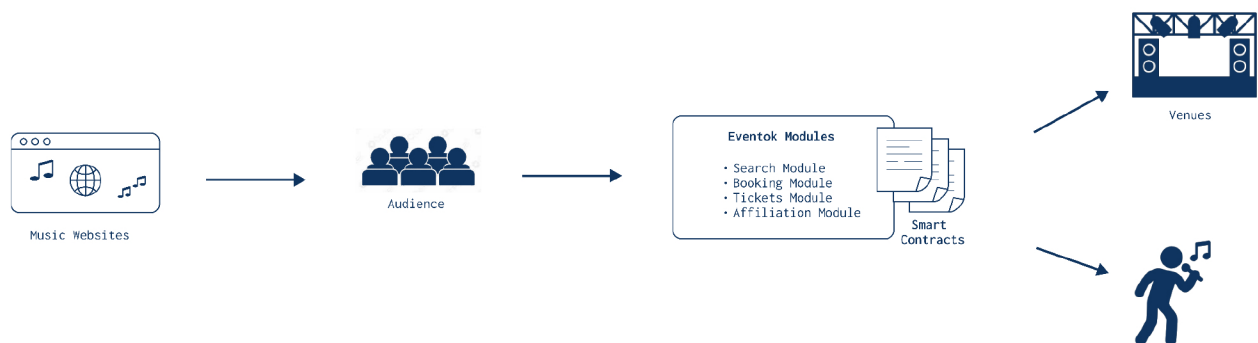 Music Websites
Audience
Eventok Modules
· Search Module
· Booking Module
· Tickets Module
· Affiliation Module
Smart
Contracts
Venues